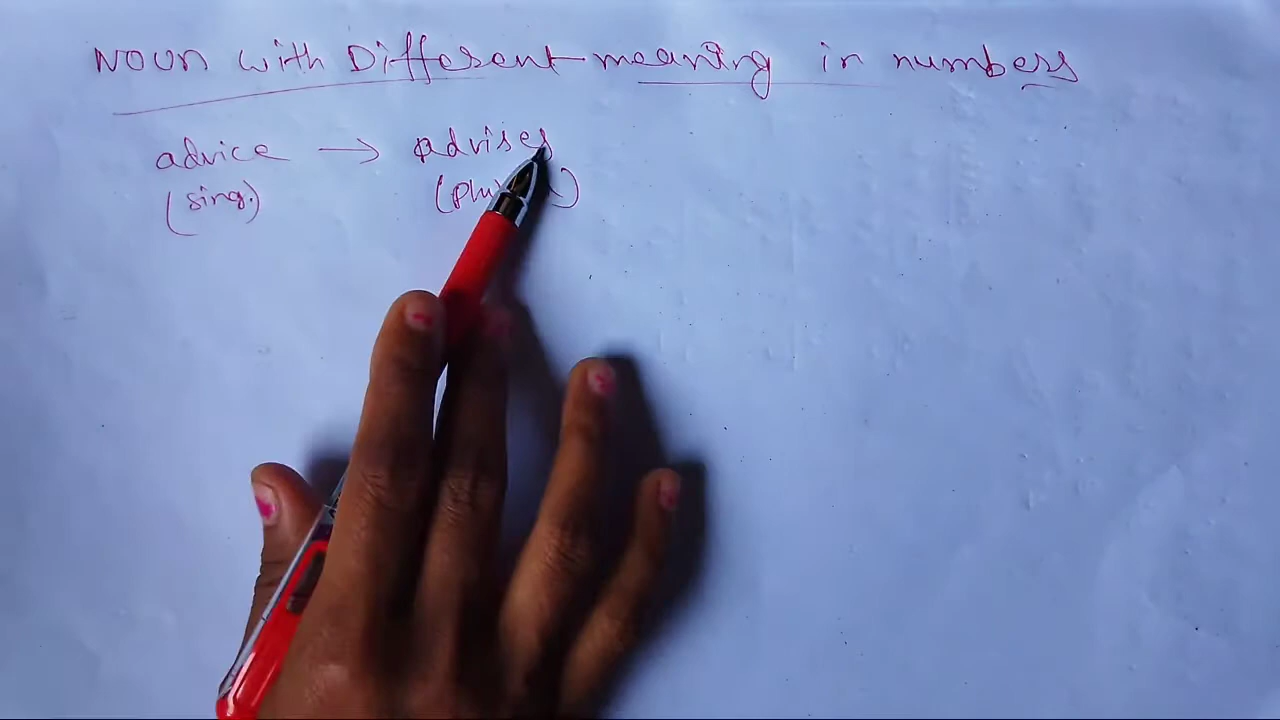 Noun with Different meaning in numbers
advice → advises
(sing.)